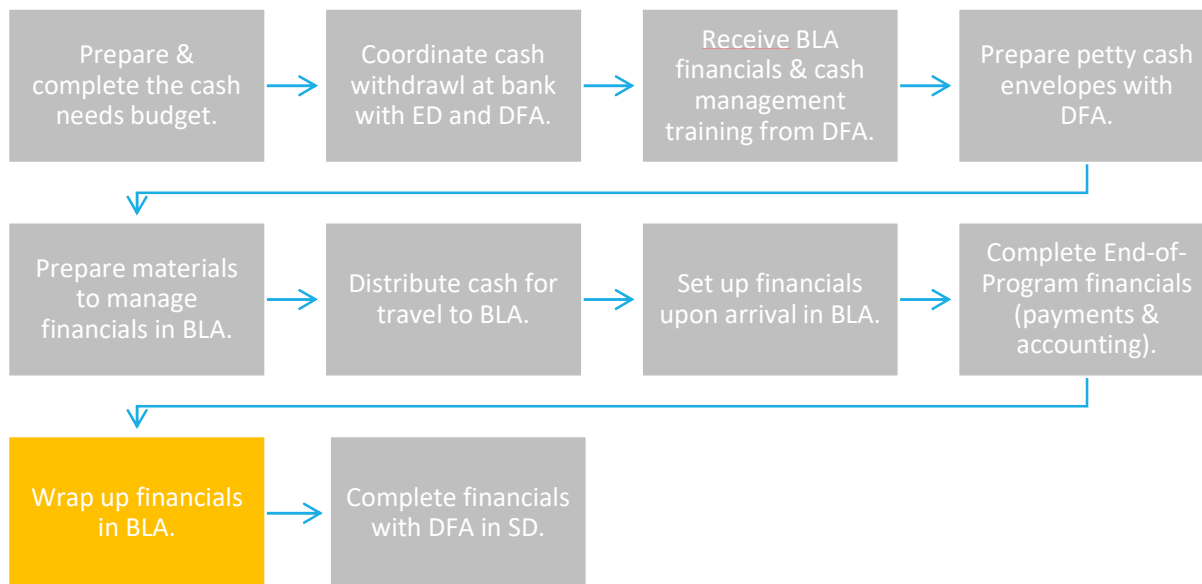 Prepare &
complete the cash
needs budget.
Coordinate cash
withdrawl at bank
with ED and DFA.
Receive BLA
financials & cash
management
training from DFA.
Prepare petty cash
envelopes with
DFA.
Prepare materials
to manage
financials in BLA.
Distribute cash for
travel to BLA.
Set up financials
upon arrival in BLA.
Complete End-of-
Program financials
(payments &
accounting).
Wrap up financials
in BLA.
Complete financials
with DFA in SD.